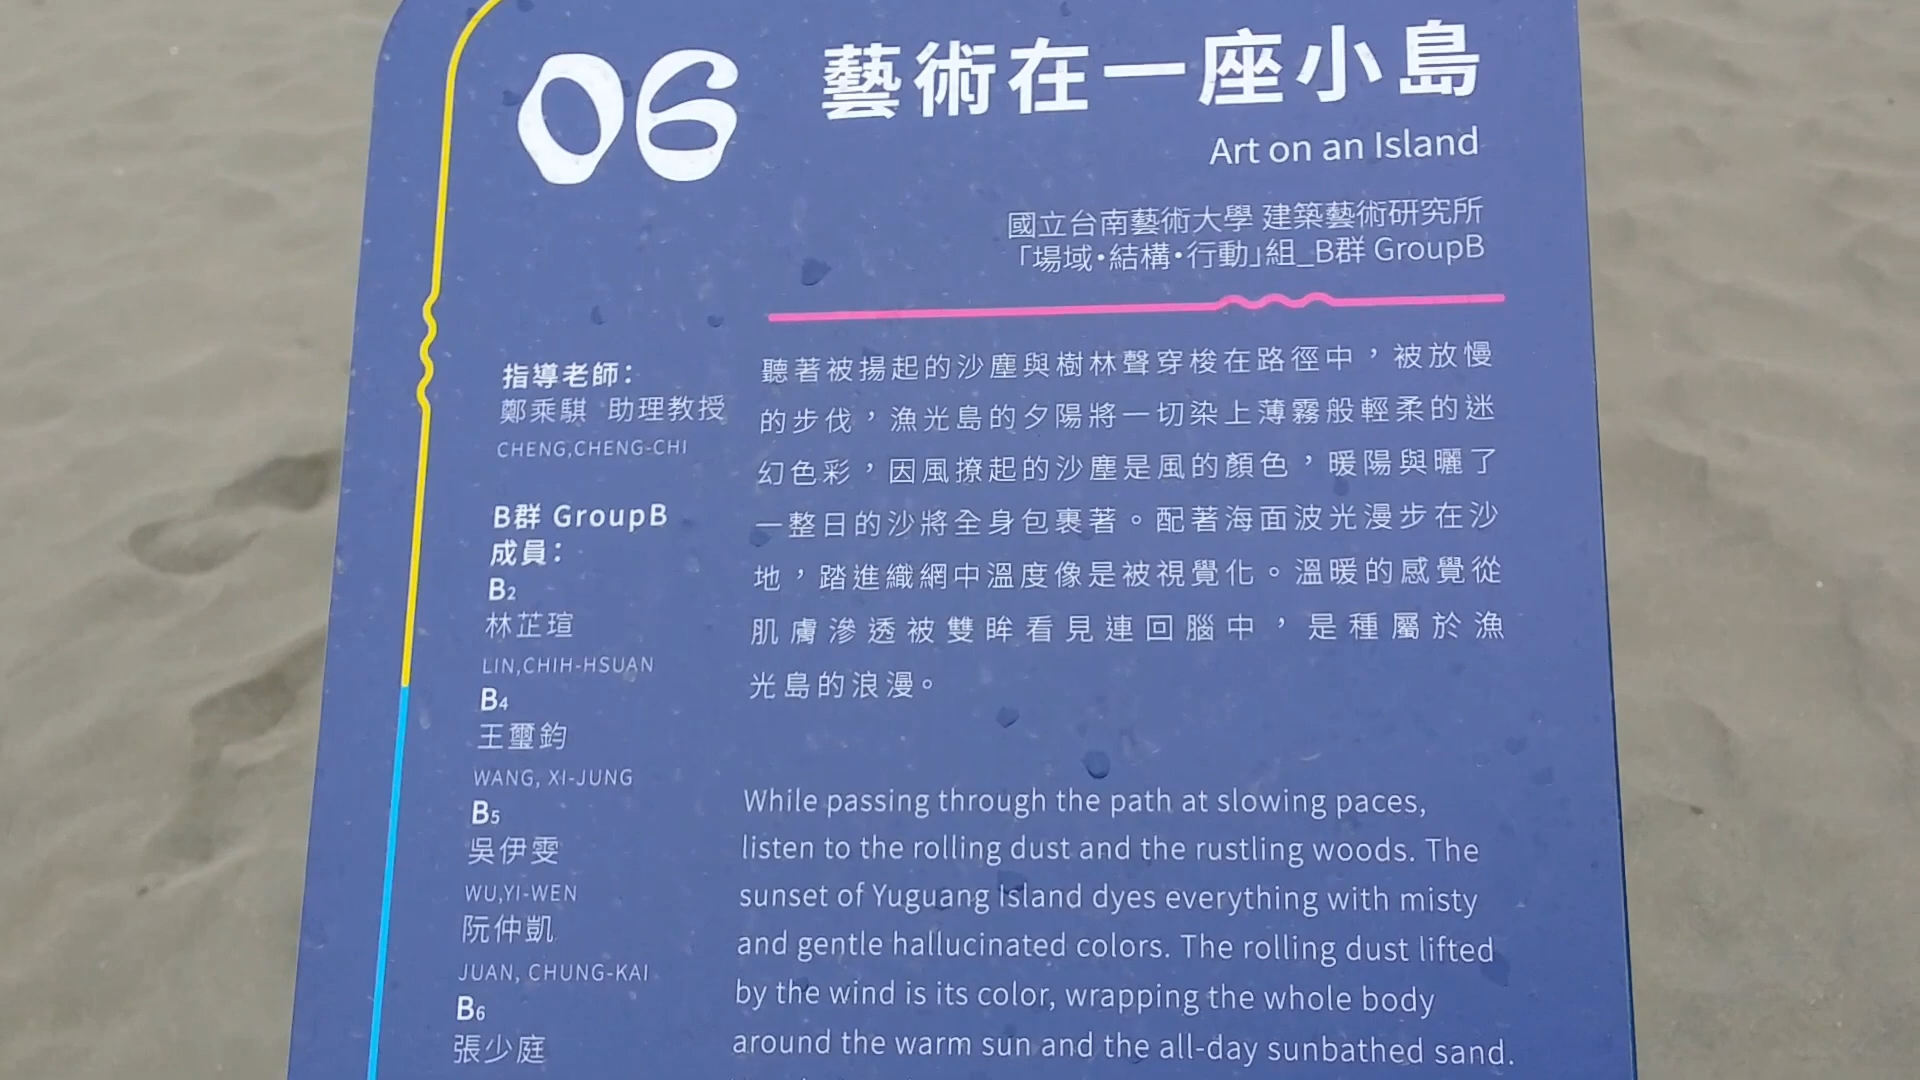 06
藝術在一座小島
Art on an Island
國立台南藝術大學 建築藝術研究所
「場域•結構•行動」組_B群 GroupB
指導老師：
鄭乘騏 助理教授
CHENG,CHENG-CHI
B群 GroupB
成員：
B2
林芷瑄
LIN,CHIH-HSUAN
B4
王璽鈞
WANG, XI-JUNG
B5
吳伊雯
WU,YI-WEN
阮仲凱
JUAN, CHUNG-KAI
B6
張少庭
聽著被揚起的沙塵與樹林聲穿梭在路徑中，被放慢
的步伐，漁光島的夕陽將一切染上薄霧般輕柔的迷
幻色彩，因風撩起的沙塵是風的顏色，暖陽與曬了
一整日的沙將全身包裹著。配著海面波光漫步在沙
地，踏進織網中溫度像是被視覺化。溫暖的感覺從
肌膚滲透被雙眸看見連回腦中，是種屬於漁
光島的浪漫。
While passing through the path at slowing paces,
listen to the rolling dust and the rustling woods. The
sunset of Yuguang Island dyes everything with misty
and gentle hallucinated colors. The rolling dust lifted
by the wind is its color, wrapping the whole body
around the warm sun and the all-day sunbathed sand.